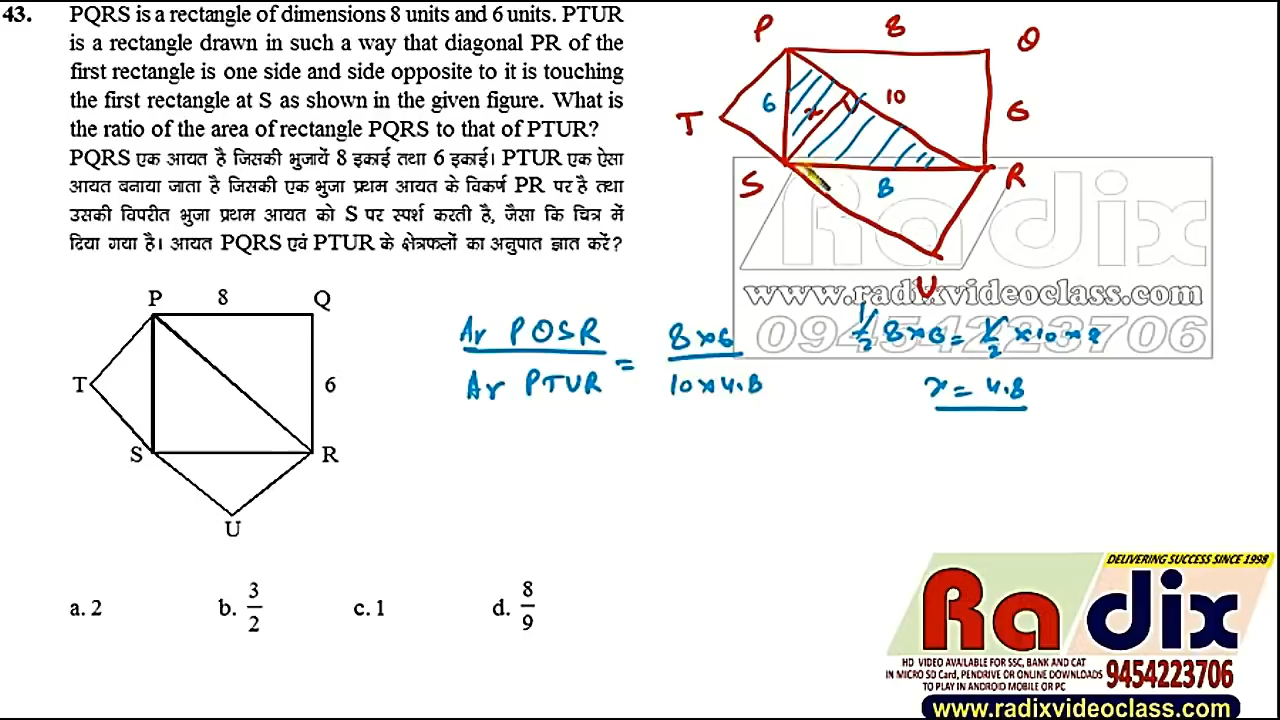 43. PQRS is a rectangle of dimensions 8 units and 6 units. PTUR
is a rectangle drawn in such a way that diagonal PR of the
first rectangle is one side and side opposite to it is touching
the first rectangle at S as shown in the given figure. What is
the ratio of the area of rectangle PQRS to that of PTUR?
PQRS एक आयत है जिसकी भुजायें 8 इकाई तथा 6 इकाई। PTUR एक ऐसा
आयत बनाया जाता है जिसकी एक भुजा प्रथम आयत के विकर्ण PR पर है तथा
उसकी विपरीत भुजा प्रथम आयत को S पर स्पर्श करती है, जैसा कि चित्र में
दिया गया है। आयत PQRS एवं PTUR के क्षेत्रफलों का अनुपात ज्ञात करें?
P 8 Q
T 6
S R
U
a. 2 b. 3/2 c. 1 d. 8/9
P 8 Q
6 x 10 6
T
S 8 R
U
Radix
www.radixvideoclass.com
09454223706
Ar PQSR / Ar PTUR = 8×6 / 10×4.8
1/2 8×6 = 1/2 ×10×x
x = 4.8
DELIVERING SUCCESS SINCE 1998
Radix
HD VIDEO AVAILABLE FOR SSC, BANK AND CAT
IN MICRO SD Card, PENDRIVE OR ONLINE DOWNLOADS
TO PLAY IN ANDROID MOBILE OR PC
9454223706
www.radixvideoclass.com